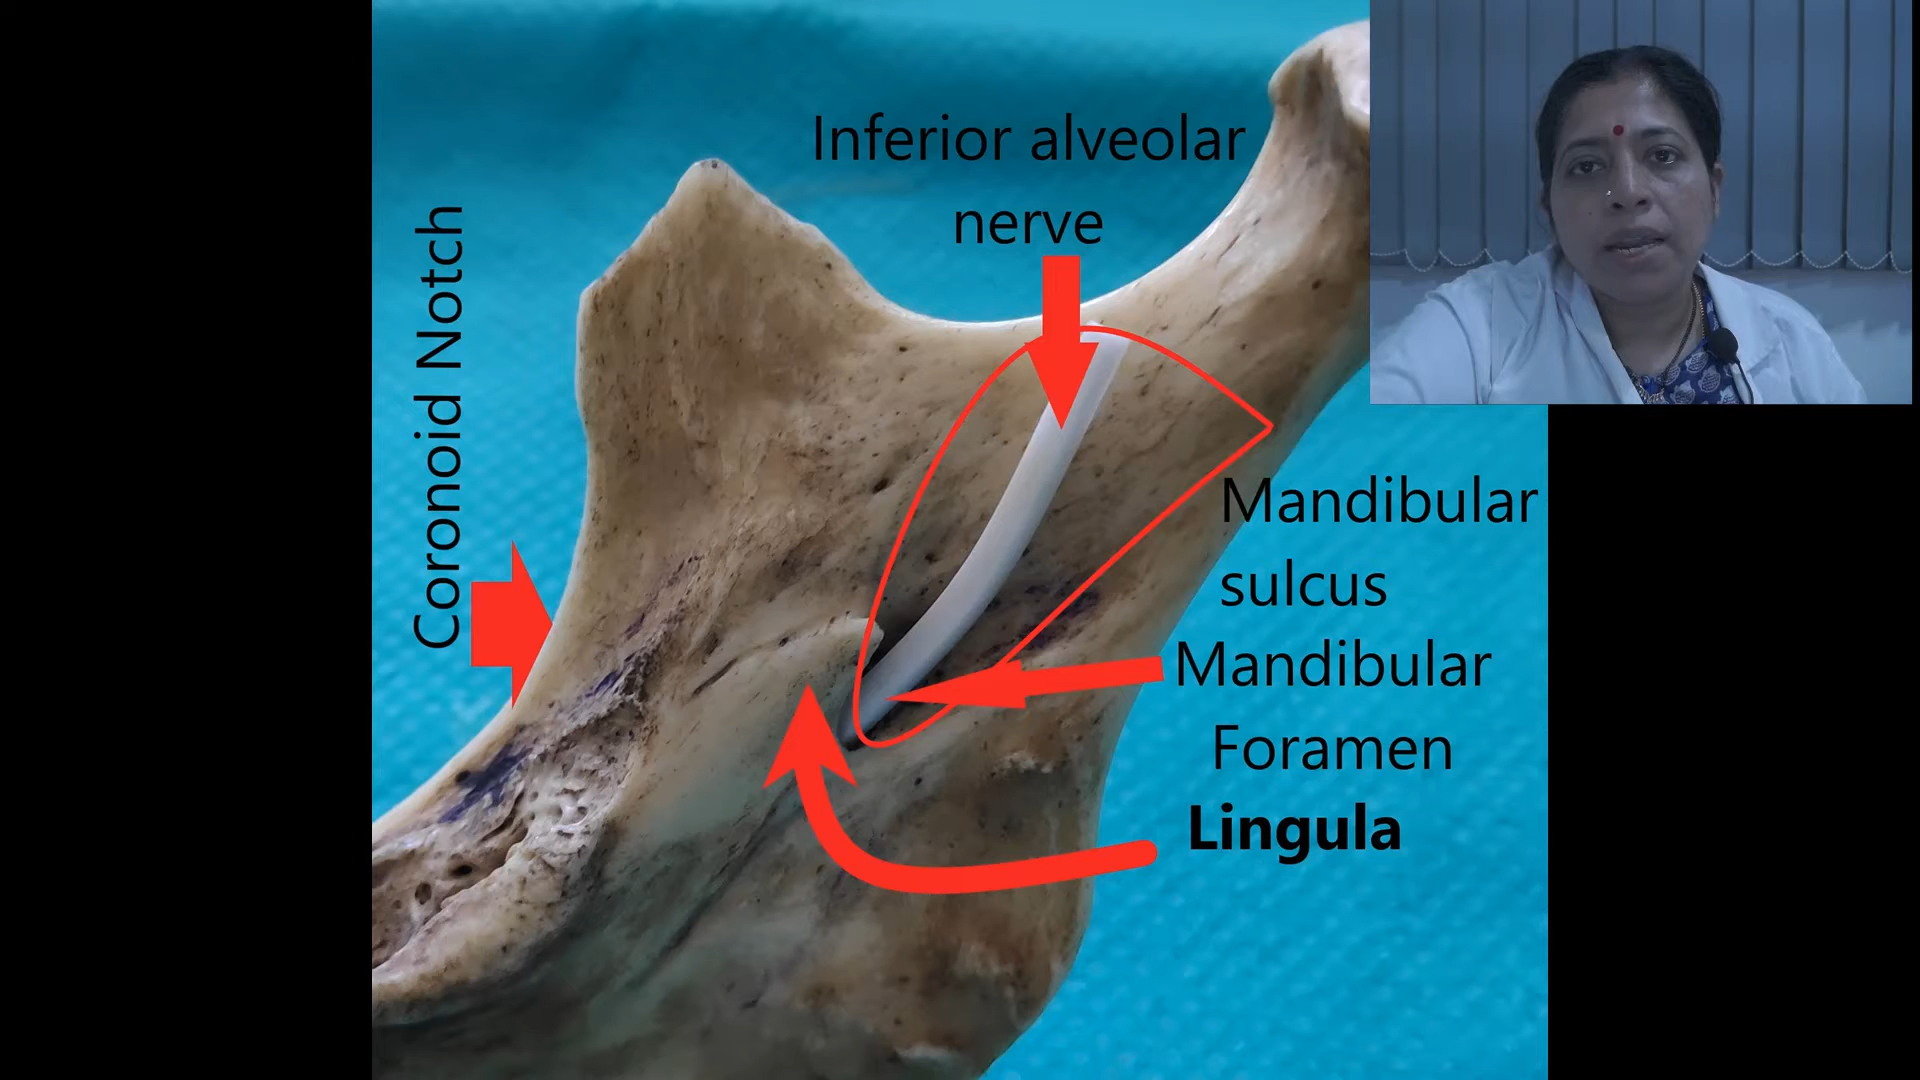 Inferior alveolar
nerve
Coronoid Notch
Mandibular
sulcus
Mandibular
Foramen
Lingula